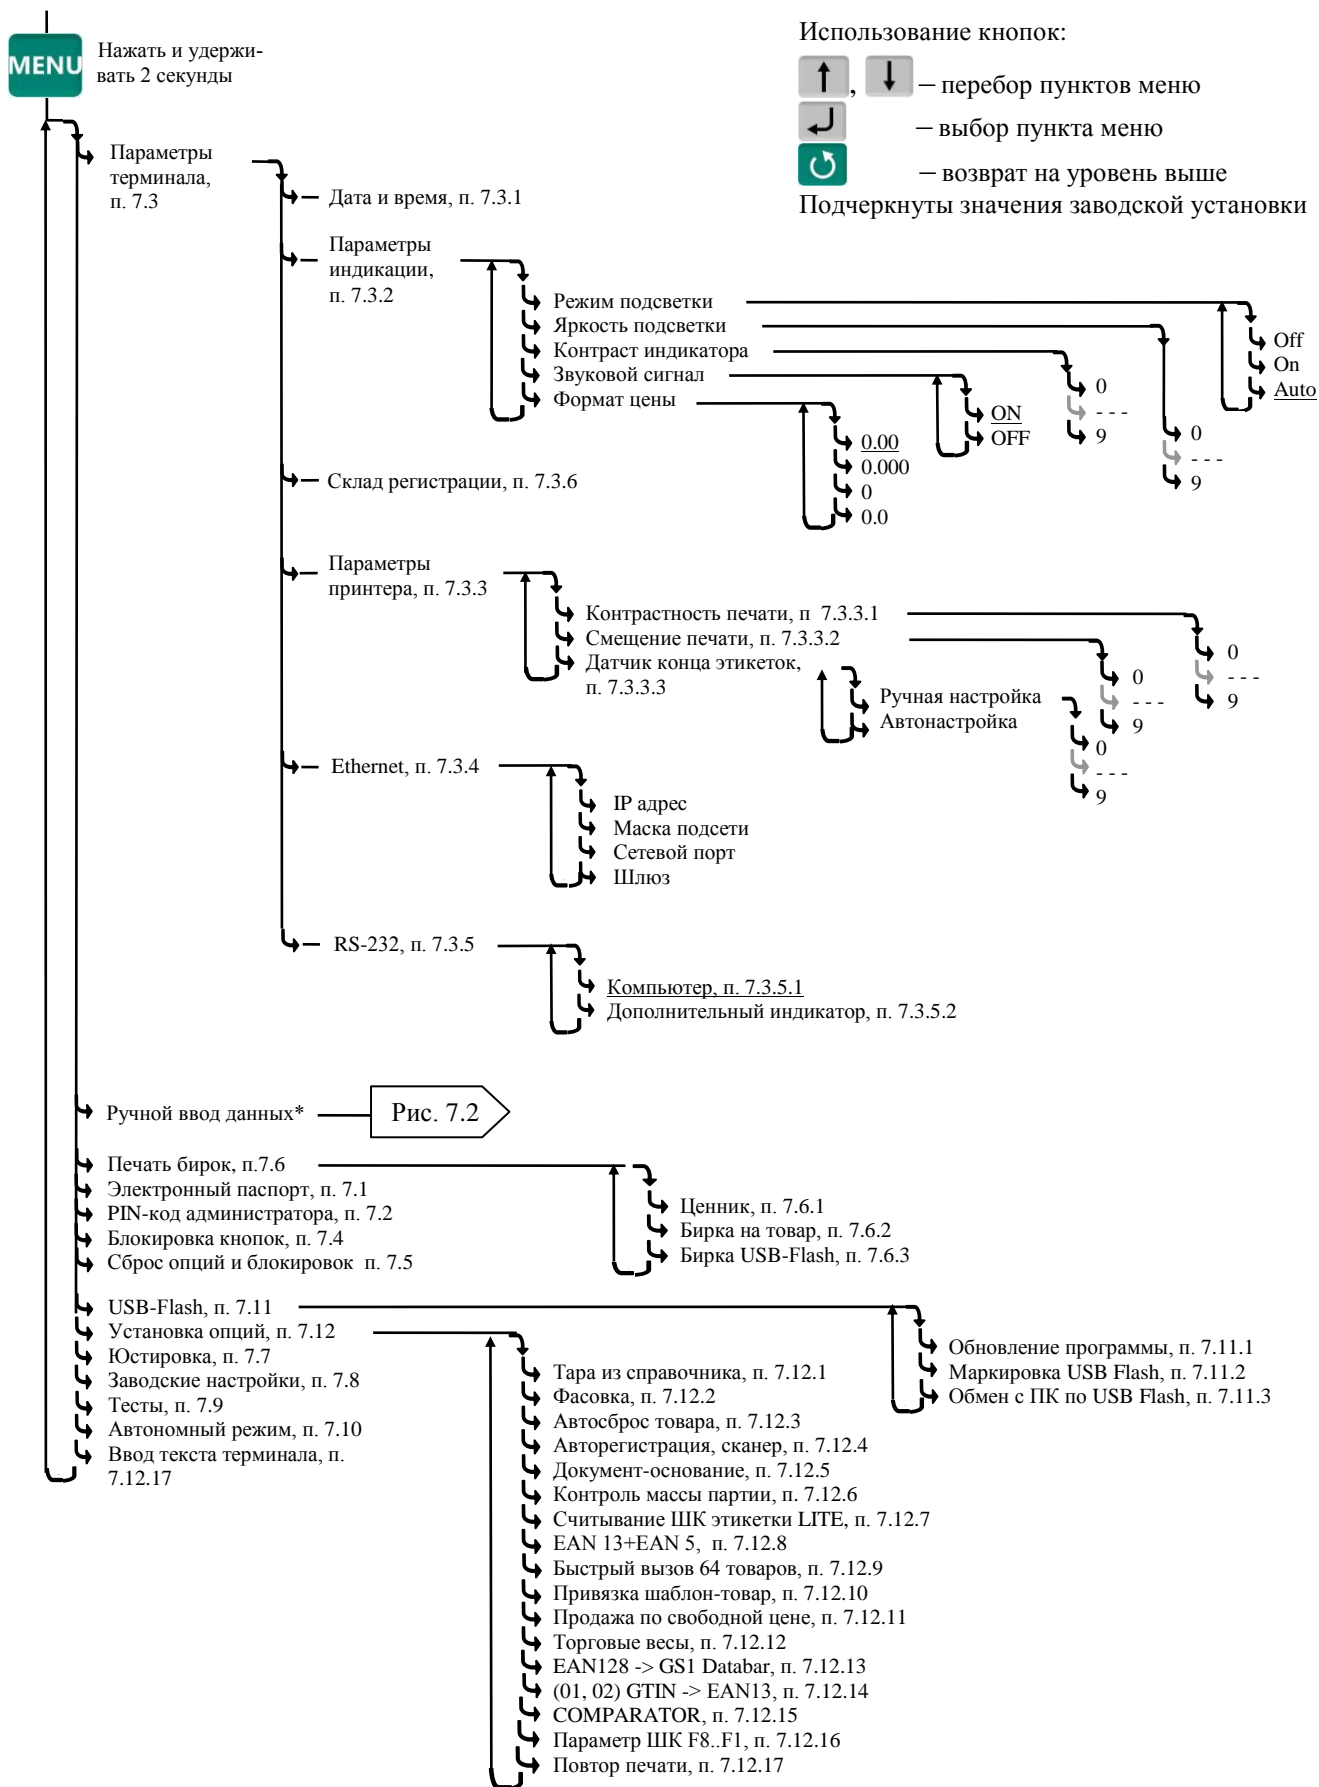 MENU
Нажать и удержи-
вать 2 секунды
Использование кнопок:
, – перебор пунктов меню
– выбор пункта меню
– возврат на уровень выше
Подчеркнуты значения заводской установки
Параметры
терминала,
п. 7.3
Дата и время, п. 7.3.1
Параметры
индикации,
п. 7.3.2
Режим подсветки
Яркость подсветки
Контраст индикатора
Звуковой сигнал
Формат цены
Off
On
Auto
0
- - -
9
0
- - -
9
ON
OFF
0.00
0.000
0
0.0
Склад регистрации, п. 7.3.6
Параметры
принтера, п. 7.3.3
Контрастность печати, п 7.3.3.1
Смещение печати, п. 7.3.3.2
Датчик конца этикеток,
п. 7.3.3.3
0
- - -
9
0
- - -
9
Ручная настройка
Автонастройка
0
- - -
9
Ethernet, п. 7.3.4
IP адрес
Маска подсети
Сетевой порт
Шлюз
RS-232, п. 7.3.5
Компьютер, п. 7.3.5.1
Дополнительный индикатор, п. 7.3.5.2
Ручной ввод данных*
Рис. 7.2
Печать бирок, п.7.6
Электронный паспорт, п. 7.1
PIN-код администратора, п. 7.2
Блокировка кнопок, п. 7.4
Сброс опций и блокировок п. 7.5
Ценник, п. 7.6.1
Бирка на товар, п. 7.6.2
Бирка USB-Flash, п. 7.6.3
USB-Flash, п. 7.11
Установка опций, п. 7.12
Юстировка, п. 7.7
Заводские настройки, п. 7.8
Тесты, п. 7.9
Автономный режим, п. 7.10
Ввод текста терминала, п.
7.12.17
Обновление программы, п. 7.11.1
Маркировка USB Flash, п. 7.11.2
Обмен с ПК по USB Flash, п. 7.11.3
Тара из справочника, п. 7.12.1
Фасовка, п. 7.12.2
Автосброс товара, п. 7.12.3
Авторегистрация, сканер, п. 7.12.4
Документ-основание, п. 7.12.5
Контроль массы партии, п. 7.12.6
Считывание ШК этикетки LITE, п. 7.12.7
EAN 13+EAN 5, п. 7.12.8
Быстрый вызов 64 товаров, п. 7.12.9
Привязка шаблон-товар, п. 7.12.10
Продажа по свободной цене, п. 7.12.11
Торговые весы, п. 7.12.12
EAN128 -> GS1 Databar, п. 7.12.13
(01, 02) GTIN -> EAN13, п. 7.12.14
COMPARATOR, п. 7.12.15
Параметр ШК F8..F1, п. 7.12.16
Повтор печати, п. 7.12.17